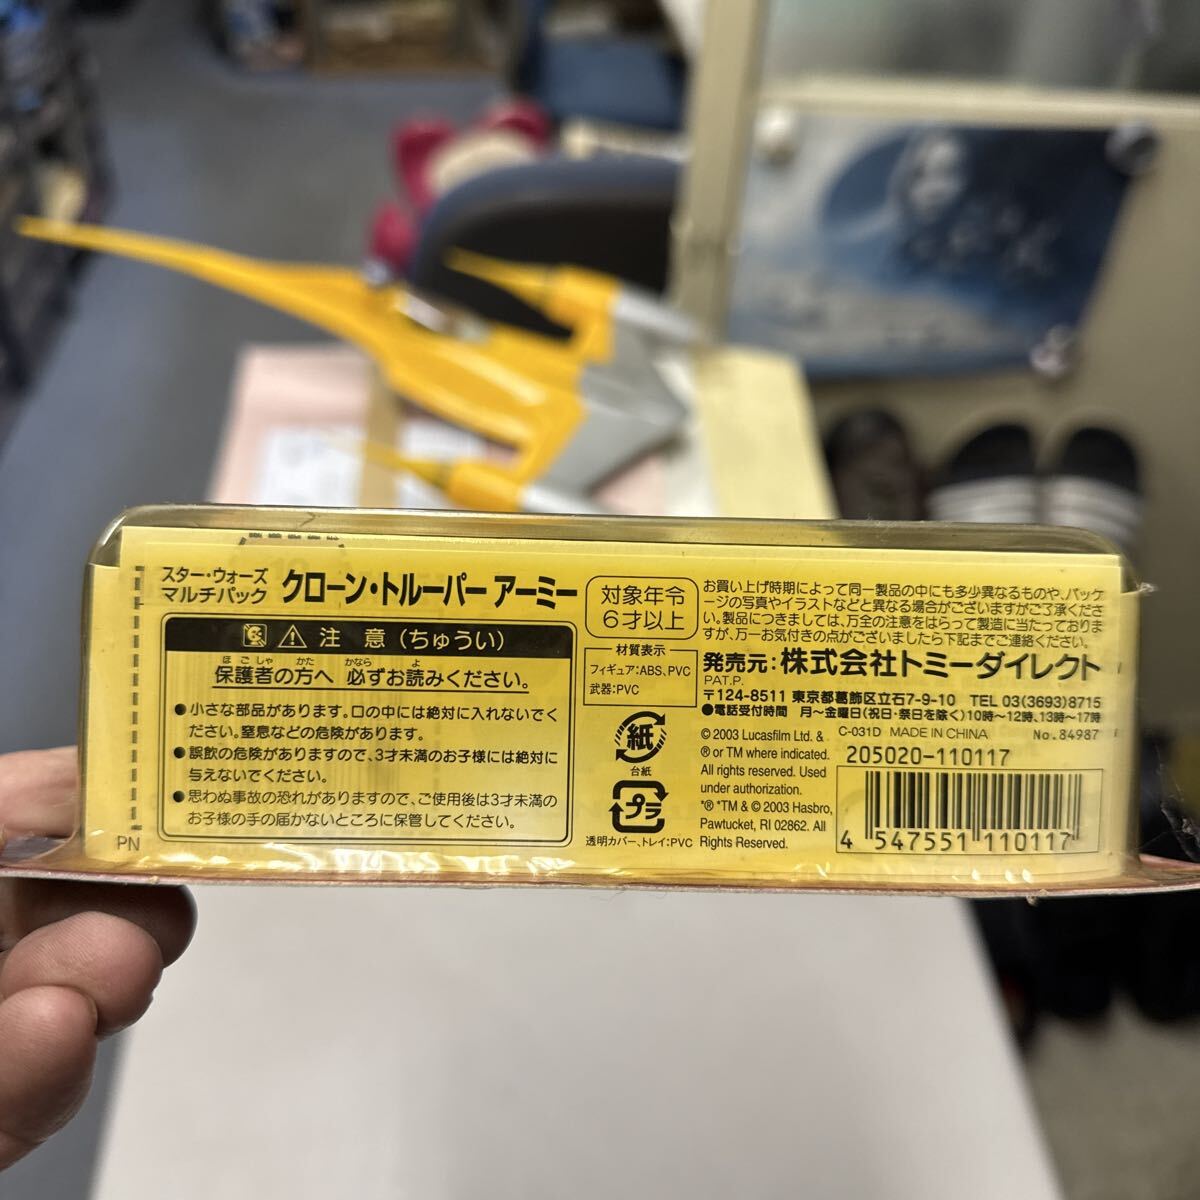 スター・ウォーズ
マルチパック
クローン・トルーパー アーミー
注 意(ちゅうい)
ほごしゃ かた かなら よ
保護者の方へ 必ずお読みください。
●小さな部品があります。口の中には絶対に入れないでく
ださい。窒息などの危険があります。
●誤飲の危険がありますので、3才未満のお子様には絶対に
与えないでください。
●思わぬ事故の恐れがありますので、ご使用後は3才未満の
お子様の手の届かないところに保管してください。
PN
対象年令
6才以上
材質表示
フィギュア:ABS、PVC
武器:PVC
紙
台紙
プラ
透明カバー、トレイ:PVC
お買い上げ時期によって同一製品の中にも多少異なるものや、パッケ
ージの写真やイラストなどと異なる場合がございますがご了承くださ
い。製品につきましては、万全の注意をはらって製造に当たっておりま
すが、万一お気付きの点がございましたら下記までご連絡ください。
発売元:株式会社トミーダイレクト
PAT.P.
〒124-8511 東京都葛飾区立石7-9-10 TEL 03(3693)8715
●電話受付時間 月〜金曜日(祝日・祭日を除く)10時〜12時、13時〜17時
© 2003 Lucasfilm Ltd. &
® or TM where indicated.
All rights reserved. Used
under authorization.
*® *TM & © 2003 Hasbro,
Pawtucket, RI 02862. All
Rights Reserved.
C-031D MADE IN CHINA No.84987
205020-110117
4 547551 110117